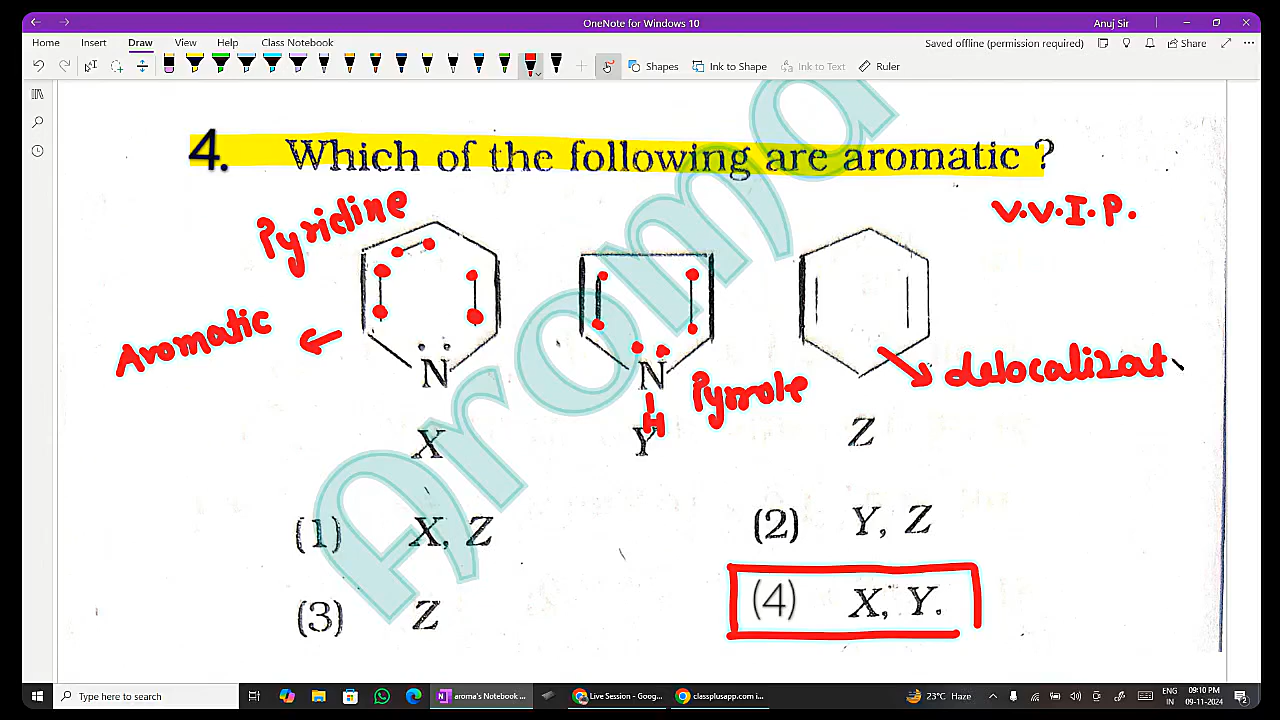 OneNote for Windows 10
Anuj Sir
Home Insert Draw View Help Class Notebook
Saved offline (permission required)
Share
Shapes Ink to Shape Ink to Text Ruler
4. Which of the following are aromatic ?
V.V.I.P.
Pyridine
Aromatic
N
N
H
Pyrrole
delocalizat
X
Y
Z
(1) X, Z
(2) Y, Z
(3) Z
(4) X, Y.
Aroma
Type here to search
aroma's Notebook ...
Live Session - Goog...
classplusapp.com i...
23°C Haze
ENG
IN
09:10 PM
09-11-2024
2